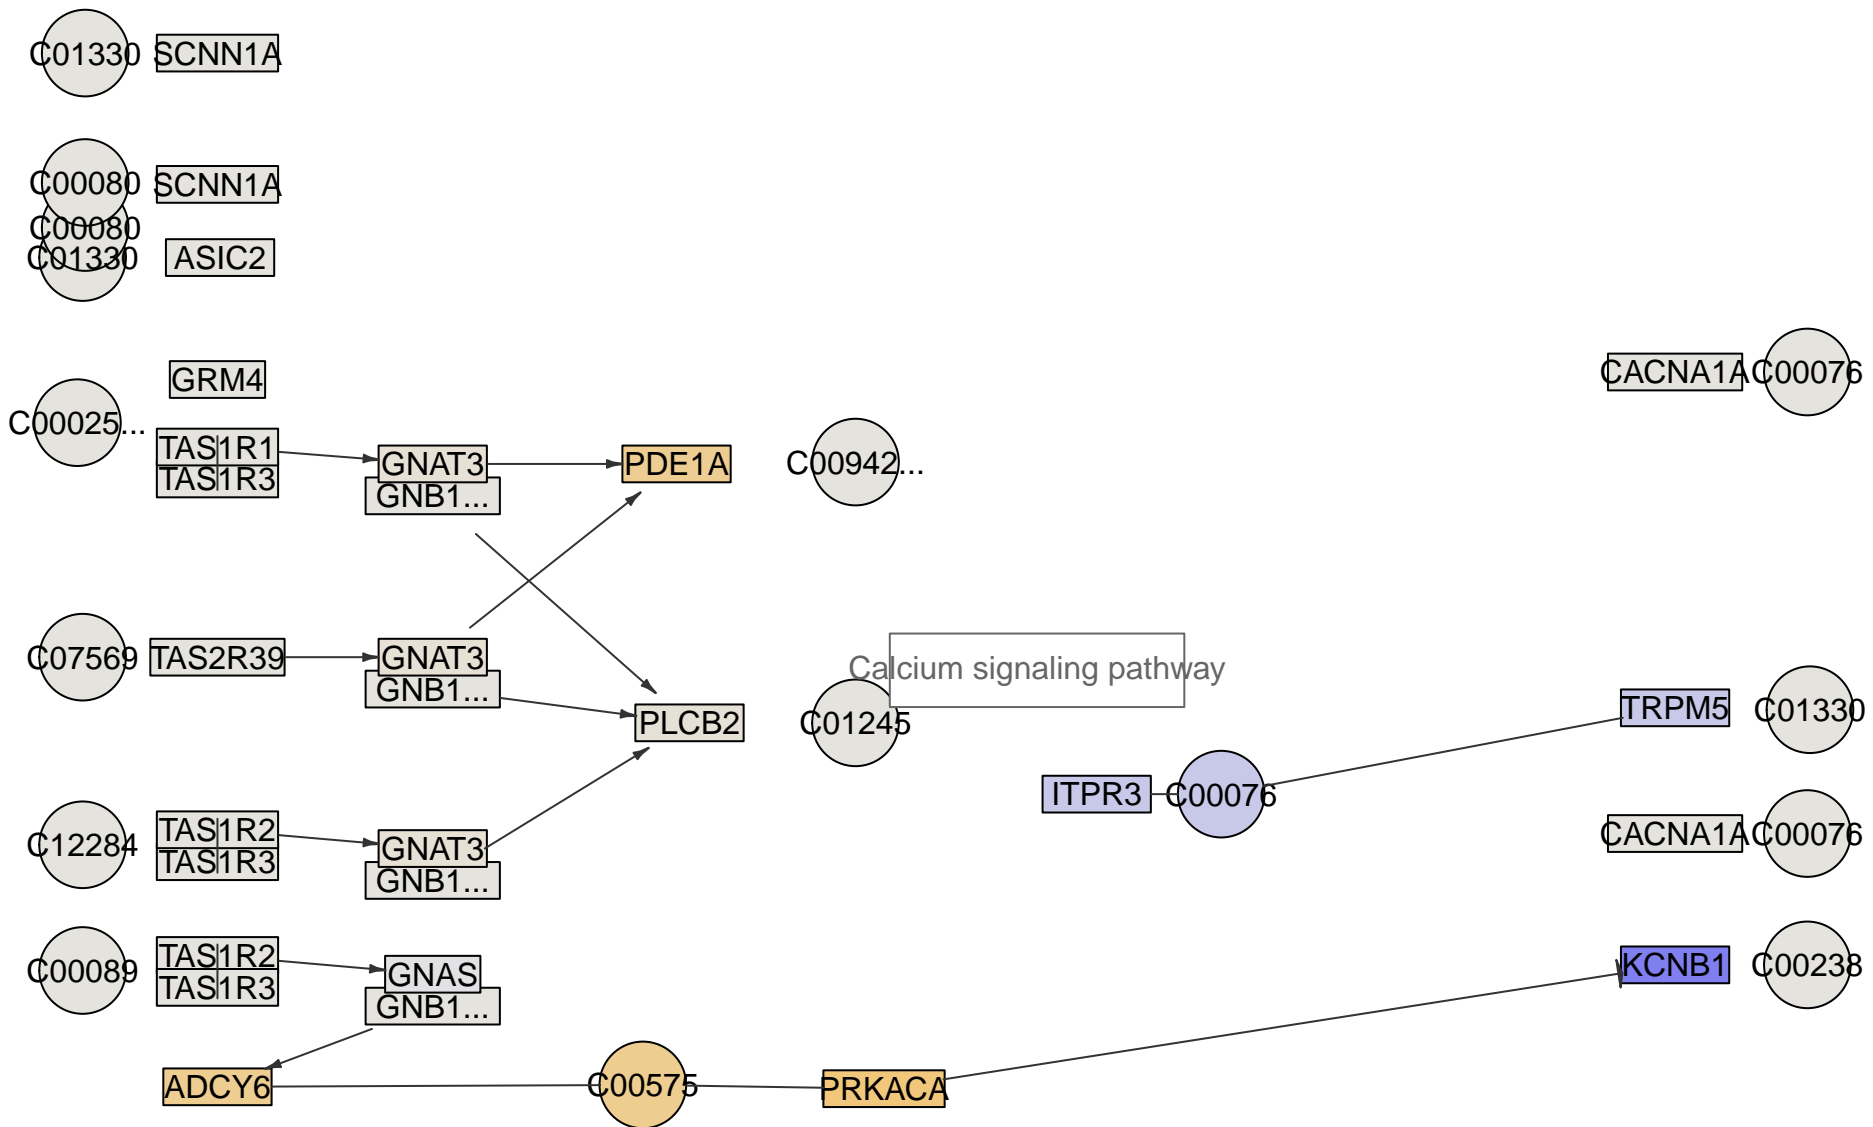 C01330 SCNN1A
C00080 SCNN1A
C00080
C01330 ASIC2
GRM4
CACNA1A C00076
C00025...
TAS1R1
TAS1R3
GNAT3
GNB1...
PDE1A
C00942...
C07569 TAS2R39
GNAT3
GNB1...
PLCB2
C01245
Calcium signaling pathway
TRPM5 C01330
ITPR3 C00076
C12284
TAS1R2
TAS1R3
GNAT3
GNB1...
CACNA1A C00076
C00089
TAS1R2
TAS1R3
GNAS
GNB1...
KCNB1 C00238
ADCY6 C00575 PRKACA